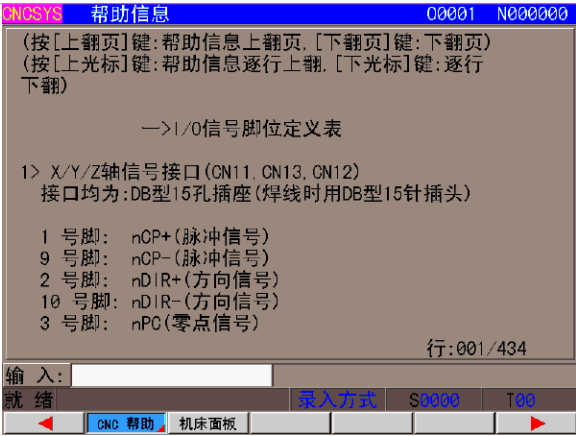 CNCSYS 帮助信息 O0001 N000000
(按[上翻页]键:帮助信息上翻页,[下翻页]键:下翻页)
(按[上光标]键:帮助信息逐行上翻,[下光标]键:逐行
下翻)
一>I/O信号脚位定义表
1> X/Y/Z轴信号接口(CN11,CN13,CN12)
接口均为:DB型15孔插座(焊线时用DB型15针插头)
1 号脚: nCP+(脉冲信号)
9 号脚: nCP-(脉冲信号)
2 号脚: nDIR+(方向信号)
10 号脚: nDIR-(方向信号)
3 号脚: nPC(零点信号)
行:001/434
输 入:
就 绪 录入方式 S0000 T00
CNC 帮助 机床面板